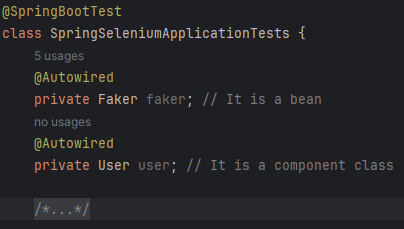 @SpringBootTest
class SpringSeleniumApplicationTests {
5 usages
@Autowired
private Faker faker; // It is a bean
no usages
@Autowired
private User user; // It is a component class
/*...*/